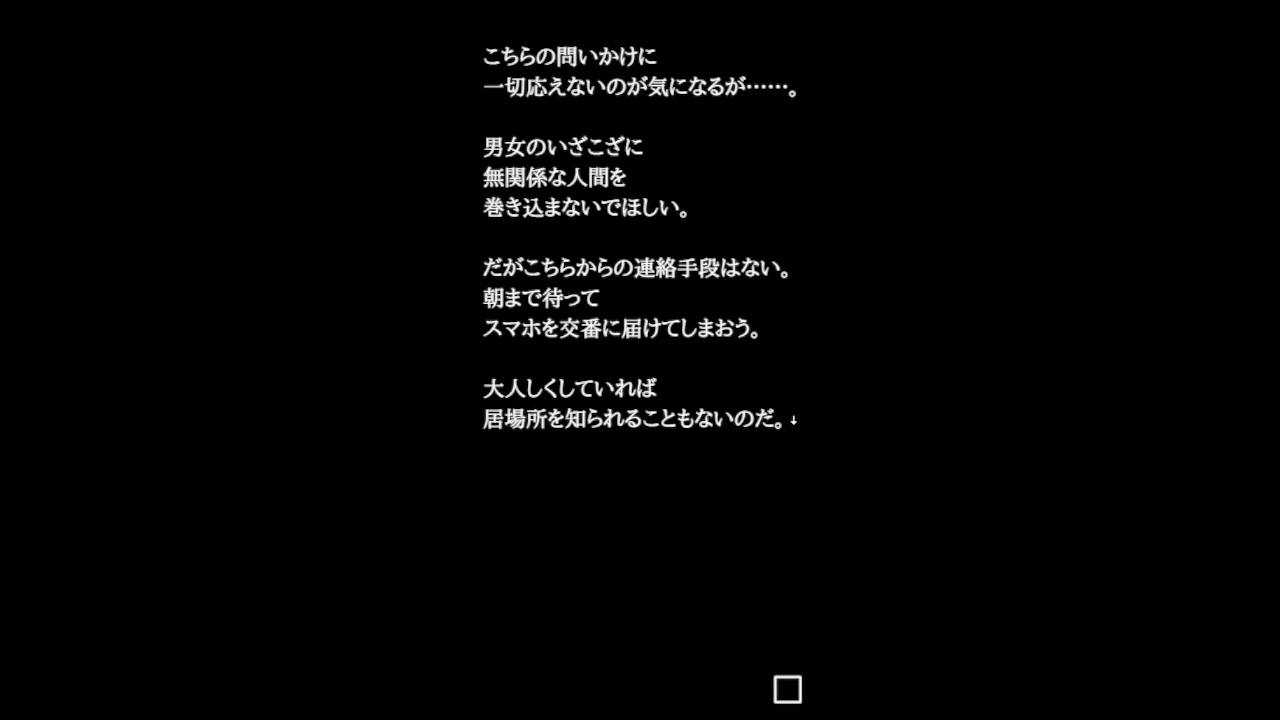 こちらの問いかけに
一切応えないのが気になるが……。
男女のいざこざに
無関係な人間を
巻き込まないでほしい。
だがこちらからの連絡手段はない。
朝まで待って
スマホを交番に届けてしまおう。
大人しくしていれば
居場所を知られることもないのだ。↓